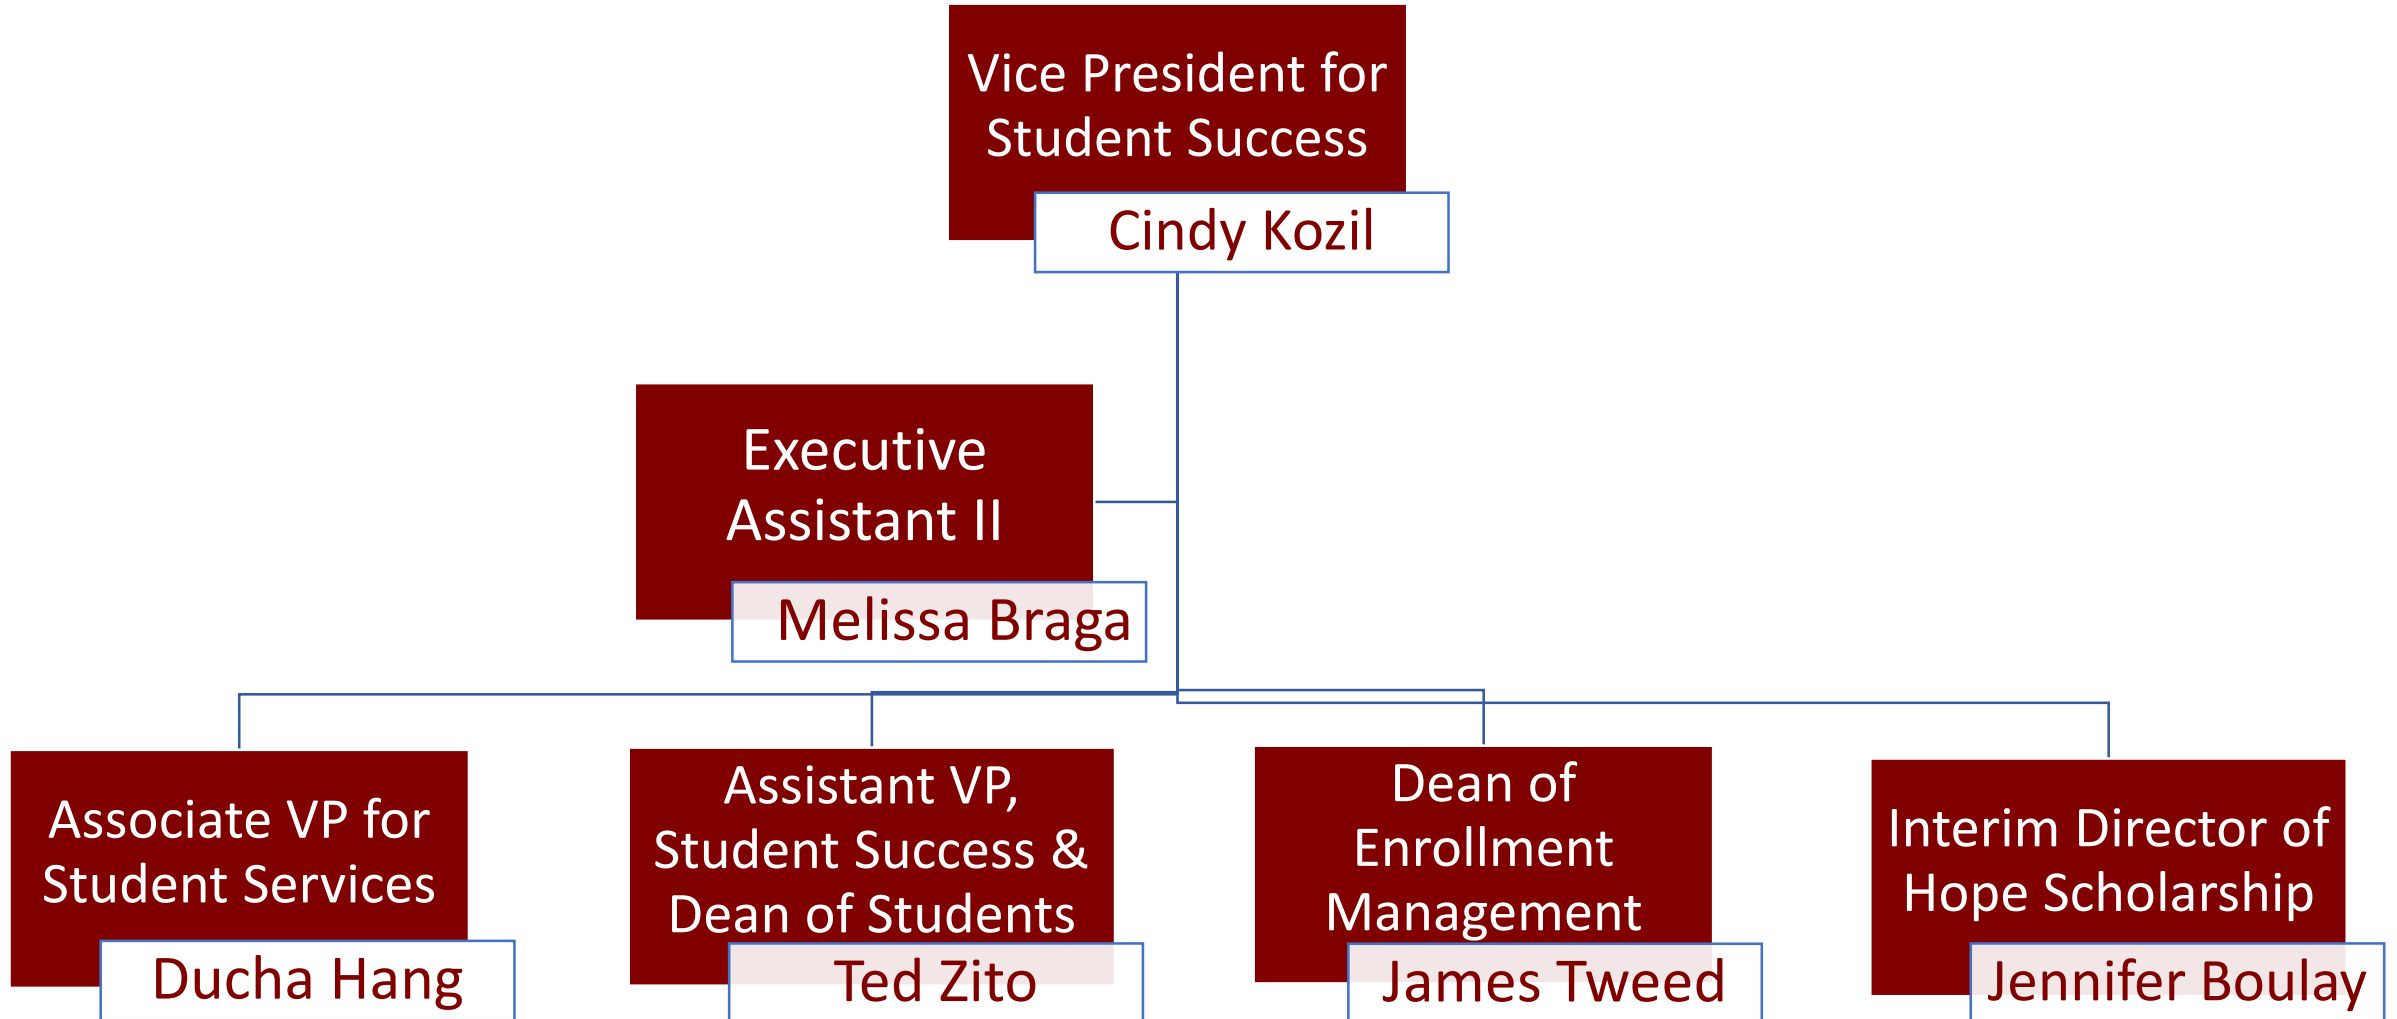 Vice President for
Student Success
Cindy Kozil
Executive
Assistant II
Melissa Braga
Associate VP for
Student Services
Ducha Hang
Assistant VP,
Student Success &
Dean of Students
Ted Zito
Dean of
Enrollment
Management
James Tweed
Interim Director of
Hope Scholarship
Jennifer Boulay